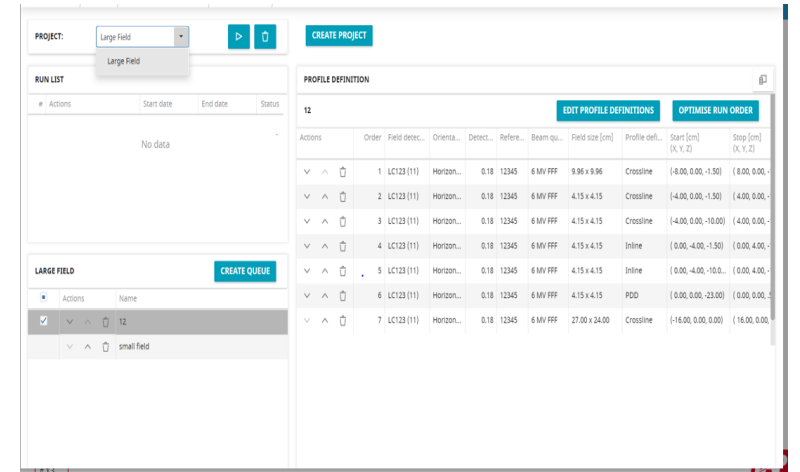 PROJECT: Large Field CREATE PROJECT
Large Field
RUN LIST
# Actions Start date End date Status
No data
LARGE FIELD CREATE QUEUE
Actions Name
12
small field
PROFILE DEFINITION
12 EDIT PROFILE DEFINITIONS OPTIMISE RUN ORDER
Actions Order Field detec... Orienta... Detect... Refere... Beam qu... Field size [cm] Profile defi... Start [cm] Stop [cm]
(X, Y, Z) (X, Y, Z)
1 LC123 (11) Horizon... 0.18 12345 6 MV FFF 9.96 x 9.96 Crossline (-8.00, 0.00, -1.50) ( 8.00, 0.00, -
2 LC123 (11) Horizon... 0.18 12345 6 MV FFF 4.15 x 4.15 Crossline (-4.00, 0.00, -1.50) ( 4.00, 0.00, -
3 LC123 (11) Horizon... 0.18 12345 6 MV FFF 4.15 x 4.15 Crossline (-4.00, 0.00, -10.00) ( 4.00, 0.00, -
4 LC123 (11) Horizon... 0.18 12345 6 MV FFF 4.15 x 4.15 Inline ( 0.00, -4.00, -1.50) ( 0.00, 4.00, -
5 LC123 (11) Horizon... 0.18 12345 6 MV FFF 4.15 x 4.15 Inline ( 0.00, -4.00, -10.0... ( 0.00, 4.00, -
6 LC123 (11) Horizon... 0.18 12345 6 MV FFF 4.15 x 4.15 PDD ( 0.00, 0.00, -23.00) ( 0.00, 0.00,
7 LC123 (11) Horizon... 0.18 12345 6 MV FFF 27.00 x 24.00 Crossline (-16.00, 0.00, 0.00) ( 16.00, 0.00,